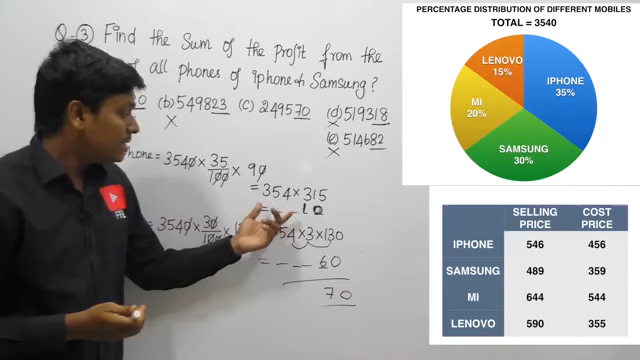 Q-③ Find the Sum of the Profit from the
of all phones of iphone & Samsung?
0 (b) 549823 (c) 249570 (d) 519318
(e) 514682
hone = 3540 × 35/100 × 90
= 354 × 315
= 10
= 3540 × 30/100 × 1
54 × 3 × 130
= - - - 60
70
FFL
PERCENTAGE DISTRIBUTION OF DIFFERENT MOBILES
TOTAL = 3540
LENOVO
15%
IPHONE
35%
MI
20%
SAMSUNG
30%
SELLING PRICE COST PRICE
IPHONE 546 456
SAMSUNG 489 359
MI 644 544
LENOVO 590 355